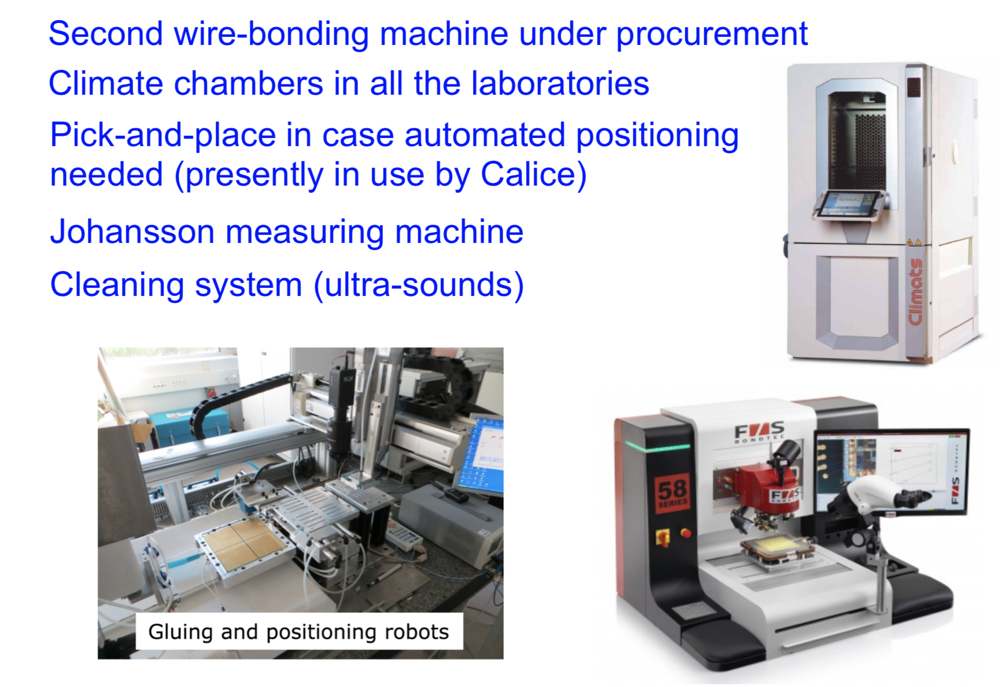 Second wire-bonding machine under procurement
Climate chambers in all the laboratories
Pick-and-place in case automated positioning
needed (presently in use by Calice)
Johansson measuring machine
Cleaning system (ultra-sounds)
Climats
Gluing and positioning robots
F S
BONDTEC
58
SERIES
F S
BONDTEC
F S